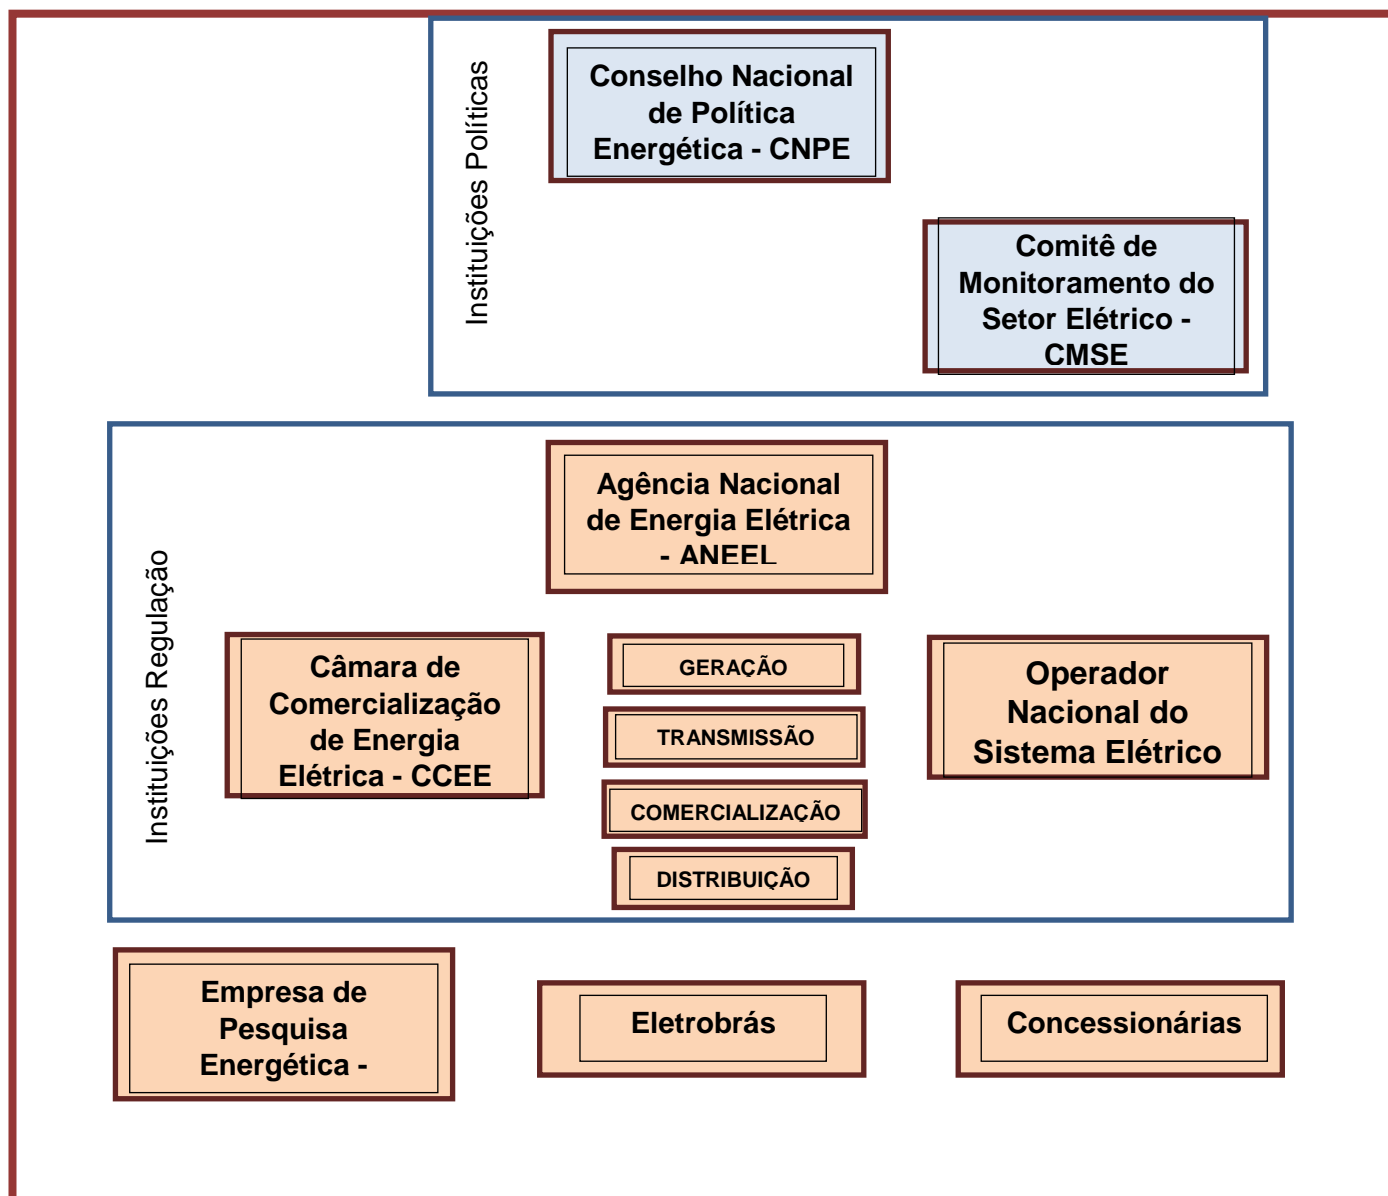 Instituições Políticas
Conselho Nacional
de Política
Energética - CNPE
Comitê de
Monitoramento do
Setor Elétrico -
CMSE
Instituições Regulação
Agência Nacional
de Energia Elétrica
- ANEEL
Câmara de
Comercialização
de Energia
Elétrica - CCEE
GERAÇÃO
TRANSMISSÃO
COMERCIALIZAÇÃO
DISTRIBUIÇÃO
Operador
Nacional do
Sistema Elétrico
Empresa de
Pesquisa
Energética -
Eletrobrás
Concessionárias